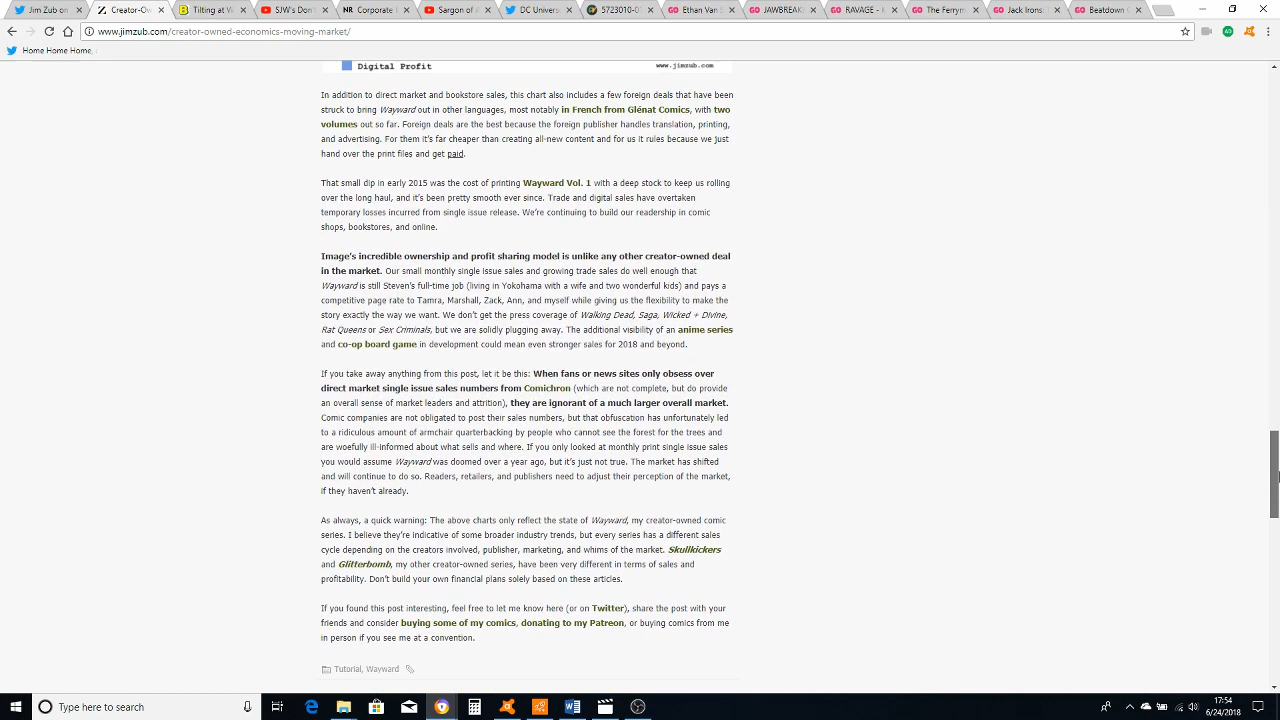 Jim Zub on
Creator-Ow
Tilting at W
SJW's Don't
Corporate I
Sargon of A
DC Univers
5723010-03
Ethan Van S
JAWBREAK
RAVAGE - I
The Ferrym
Jack Irons:
Beatsdown
www.jimzub.com/creator-owned-economics-moving-market/
Home Home Home.
Digital Profit
www.jimzub.com
In addition to direct market and bookstore sales, this chart also includes a few foreign deals that have been
struck to bring Wayward out in other languages, most notably in French from Glénat Comics, with two
volumes out so far. Foreign deals are the best because the foreign publisher handles translation, printing,
and advertising. For them it's far cheaper than creating all-new content and for us it rules because we just
hand over the print files and get paid.
That small dip in early 2015 was the cost of printing Wayward Vol. 1 with a deep stock to keep us rolling
over the long haul, and it's been pretty smooth ever since. Trade and digital sales have overtaken
temporary losses incurred from single issue release. We're continuing to build our readership in comic
shops, bookstores, and online.
Image's incredible ownership and profit sharing model is unlike any other creator-owned deal
in the market. Our small monthly single issue sales and growing trade sales do well enough that
Wayward is still Steven's full-time job (living in Yokohama with a wife and two wonderful kids) and pays a
competitive page rate to Tamra, Marshall, Zack, Ann, and myself while giving us the flexibility to make the
story exactly the way we want. We don't get the press coverage of Walking Dead, Saga, Wicked + Divine,
Rat Queens or Sex Criminals, but we are solidly plugging away. The additional visibility of an anime series
and co-op board game in development could mean even stronger sales for 2018 and beyond.
If you take away anything from this post, let it be this: When fans or news sites only obsess over
direct market single issue sales numbers from Comichron (which are not complete, but do provide
an overall sense of market leaders and attrition), they are ignorant of a much larger overall market.
Comic companies are not obligated to post their sales numbers, but that obfuscation has unfortunately led
to a ridiculous amount of armchair quarterbacking by people who cannot see the forest for the trees and
are woefully ill-informed about what sells and where. If you only looked at monthly print single issue sales
you would assume Wayward was doomed over a year ago, but it's just not true. The market has shifted
and will continue to do so. Readers, retailers, and publishers need to adjust their perception of the market,
if they haven't already.
As always, a quick warning: The above charts only reflect the state of Wayward, my creator-owned comic
series. I believe they're indicative of some broader industry trends, but every series has a different sales
cycle depending on the creators involved, publisher, marketing, and whims of the market. Skullkickers
and Glitterbomb, my other creator-owned series, have been very different in terms of sales and
profitability. Don't build your own financial plans solely based on these articles.
If you found this post interesting, feel free to let me know here (or on Twitter), share the post with your
friends and consider buying some of my comics, donating to my Patreon, or buying comics from me
in person if you see me at a convention.
Tutorial, Wayward
Type here to search
17:54
6/24/2018